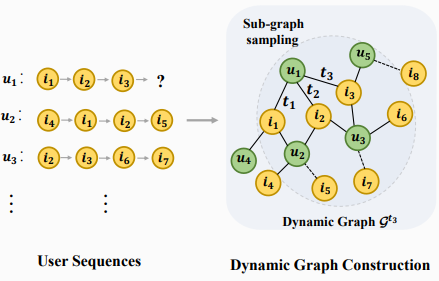 Sub-graph
sampling
u₁: i₁ i₂ i₃ ?
u₂: i₄ i₁ i₂ i₅
u₃: i₂ i₃ i₆ i₇
⋮ ⋮
u₅
u₁ t₃ i₈
t₂ i₃
t₁
i₁ i₂ i₆
u₃
u₄ u₂
i₄ i₅ i₇
Dynamic Graph 𝒢^{t₃}
User Sequences
Dynamic Graph Construction